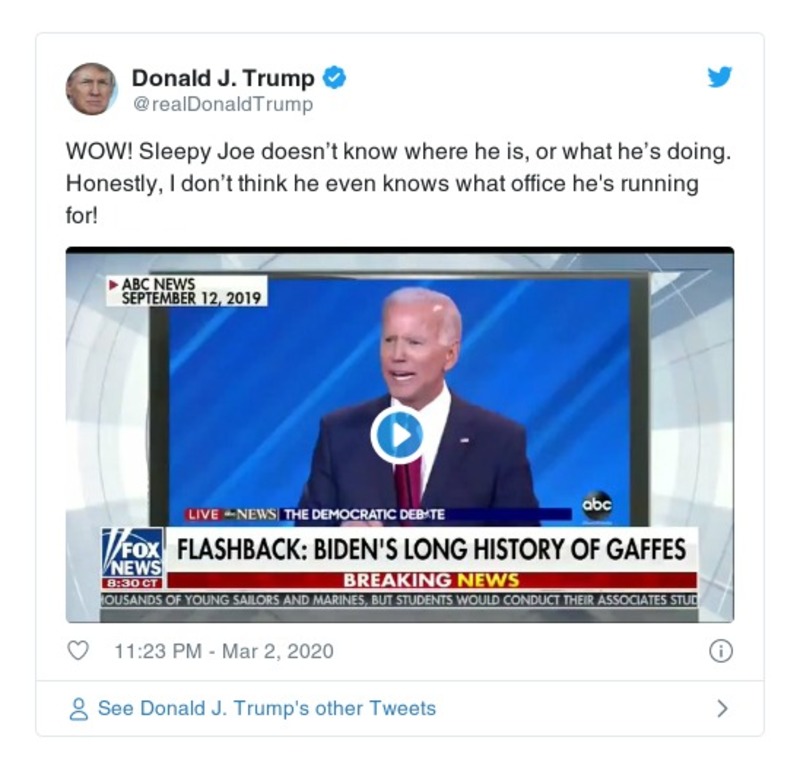 Donald J. Trump
@realDonaldTrump
WOW! Sleepy Joe doesn’t know where he is, or what he’s doing.
Honestly, I don’t think he even knows what office he's running
for!
ABC NEWS
SEPTEMBER 12, 2019
abc
LIVE abc NEWS THE DEMOCRATIC DEBATE
FOX
NEWS
8:30 CT
FLASHBACK: BIDEN'S LONG HISTORY OF GAFFES
BREAKING NEWS
OUSANDS OF YOUNG SAILORS AND MARINES, BUT STUDENTS WOULD CONDUCT THEIR ASSOCIATES STUD
11:23 PM - Mar 2, 2020
See Donald J. Trump's other Tweets